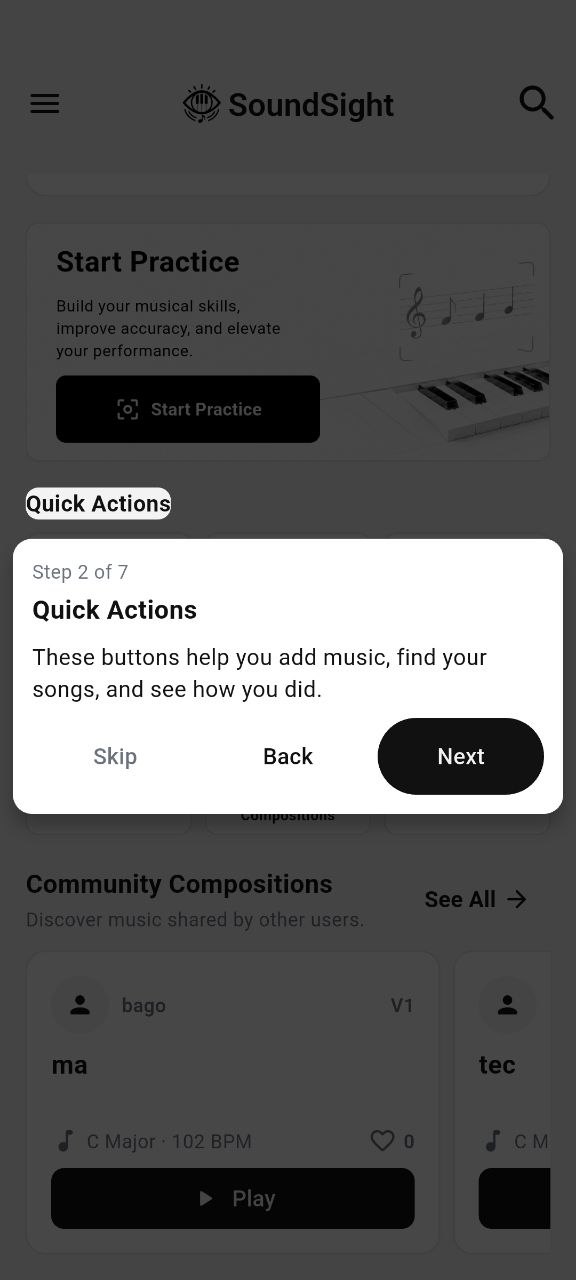 SoundSight
Start Practice
Build your musical skills,
improve accuracy, and elevate
your performance.
Start Practice
Quick Actions
Step 2 of 7
Quick Actions
These buttons help you add music, find your
songs, and see how you did.
Skip
Back
Next
Compositions
Community Compositions
See All
Discover music shared by other users.
bago
V1
ma
tec
C Major · 102 BPM
0
C M
Play